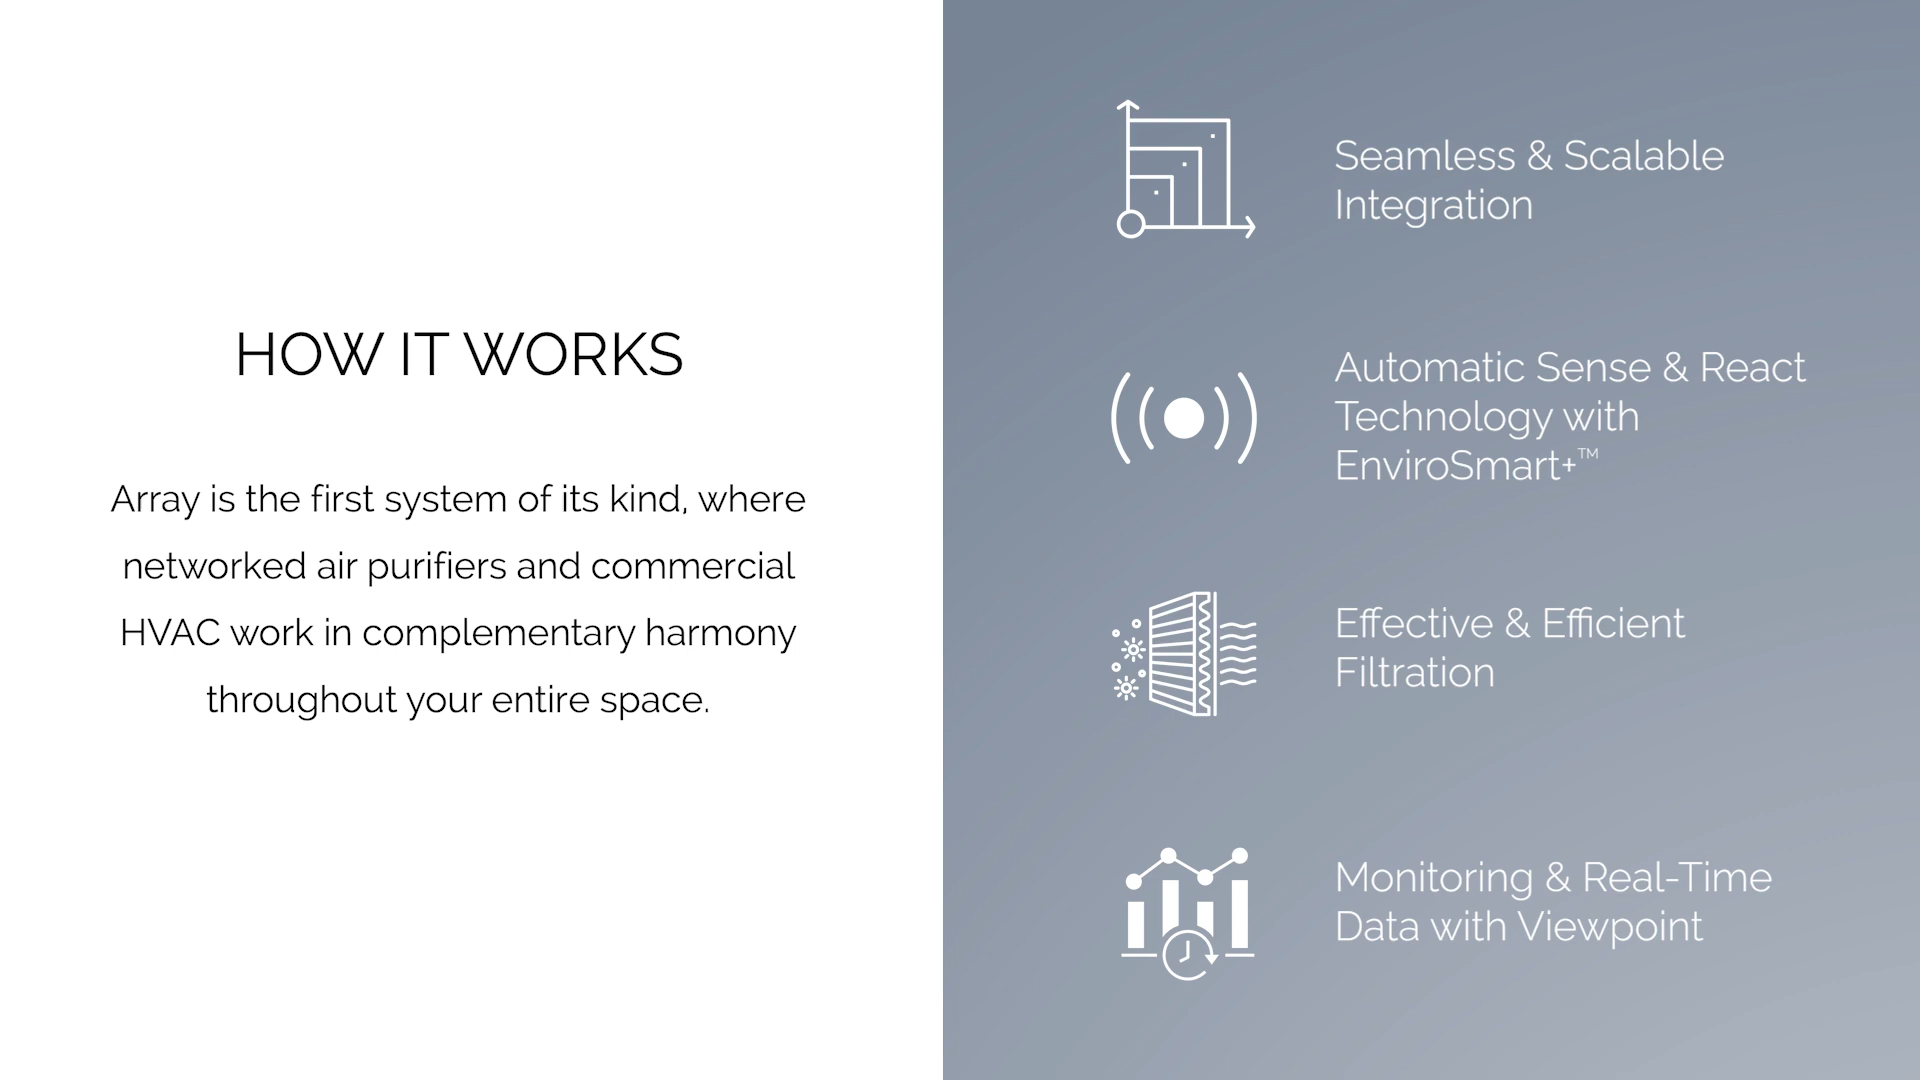 HOW IT WORKS
Array is the first system of its kind, where
networked air purifiers and commercial
HVAC work in complementary harmony
throughout your entire space.
Seamless & Scalable
Integration
Automatic Sense & React
Technology with
EnviroSmart+™
Effective & Efficient
Filtration
Monitoring & Real-Time
Data with Viewpoint